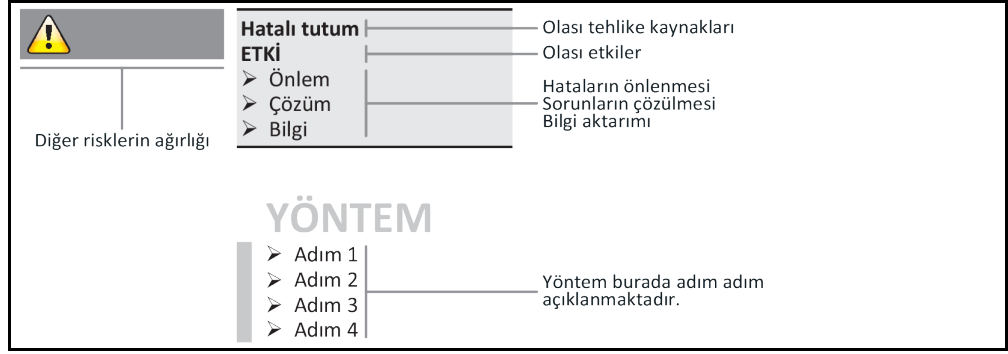 Hatalı tutum
ETKİ
➢ Önlem
➢ Çözüm
➢ Bilgi
Olası tehlike kaynakları
Olası etkiler
Hataların önlenmesi
Sorunların çözülmesi
Bilgi aktarımı
Diğer risklerin ağırlığı
YÖNTEM
➢ Adım 1
➢ Adım 2
➢ Adım 3
➢ Adım 4
Yöntem burada adım adım
açıklanmaktadır.